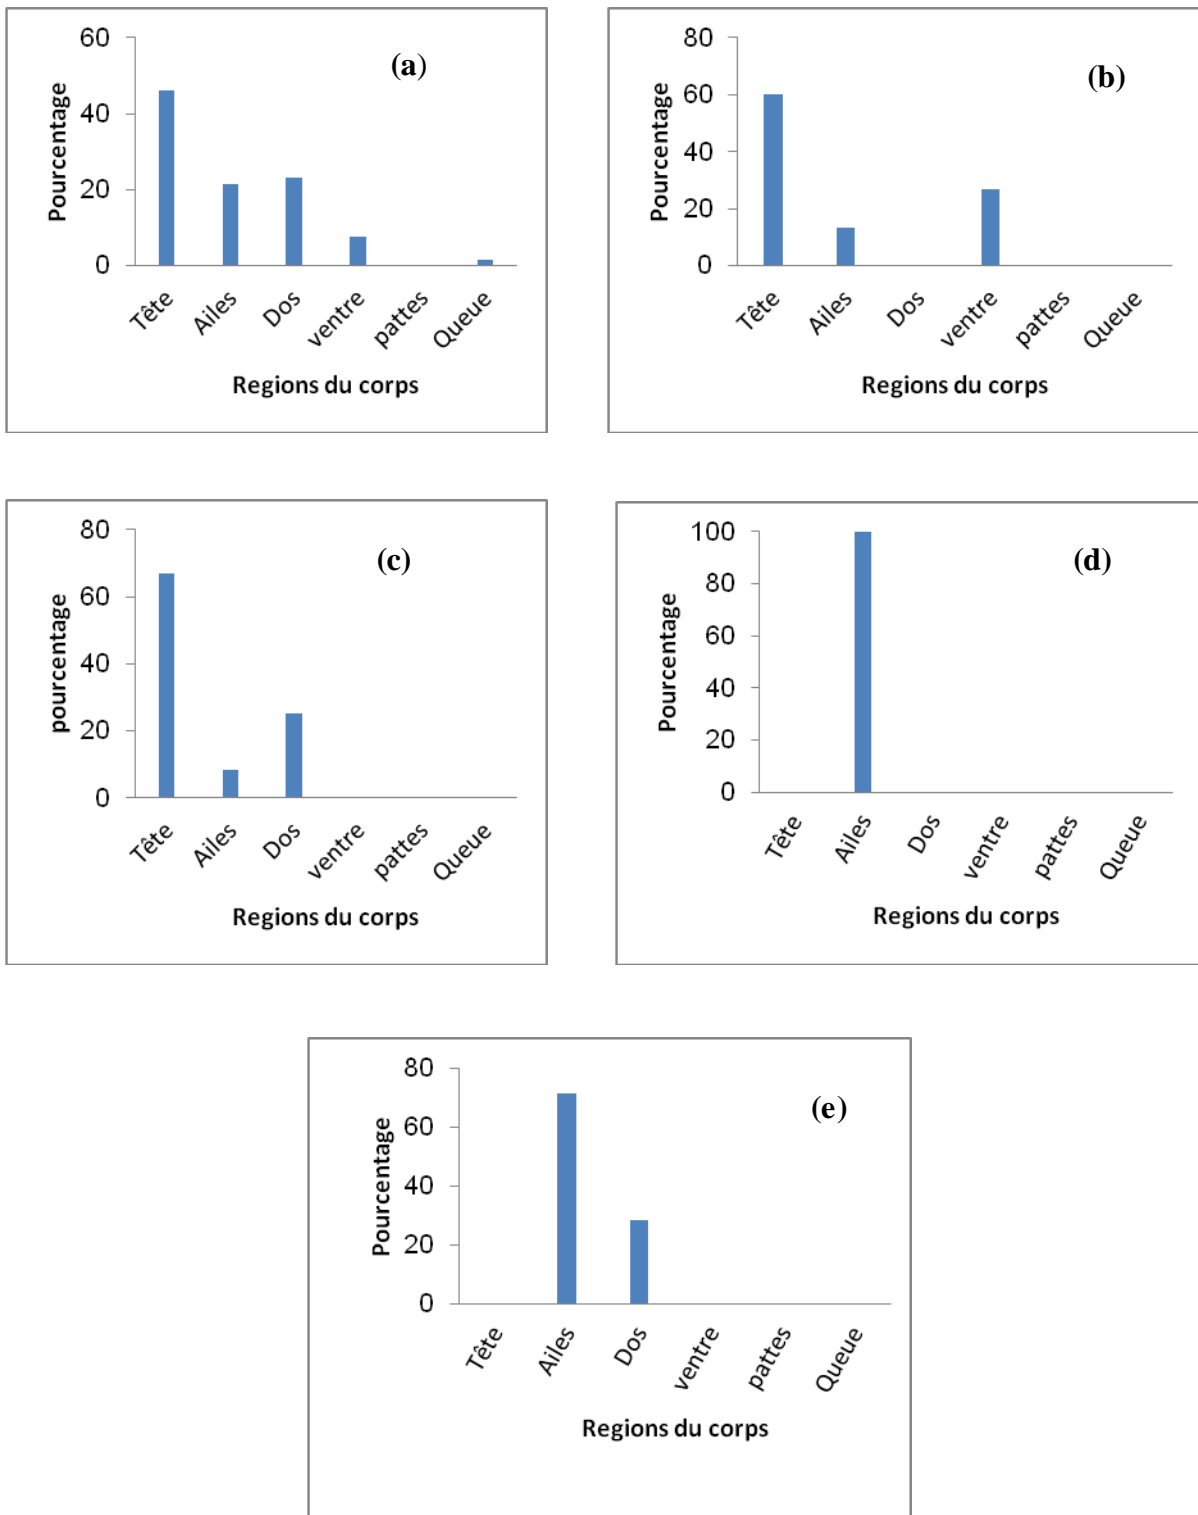 60
40
20
0
Pourcentage
(a)
Tête Ailes Dos ventre pattes Queue
Regions du corps
80
60
40
20
0
Pourcentage
(b)
Tête Ailes Dos ventre pattes Queue
Regions du corps
80
60
40
20
0
pourcentage
(c)
Tête Ailes Dos ventre pattes Queue
Regions du corps
100
80
60
40
20
0
Pourcentage
(d)
Tête Ailes Dos ventre pattes Queue
Regions du corps
80
60
40
20
0
Pourcentage
(e)
Tête Ailes Dos ventre pattes Queue
Regions du corps